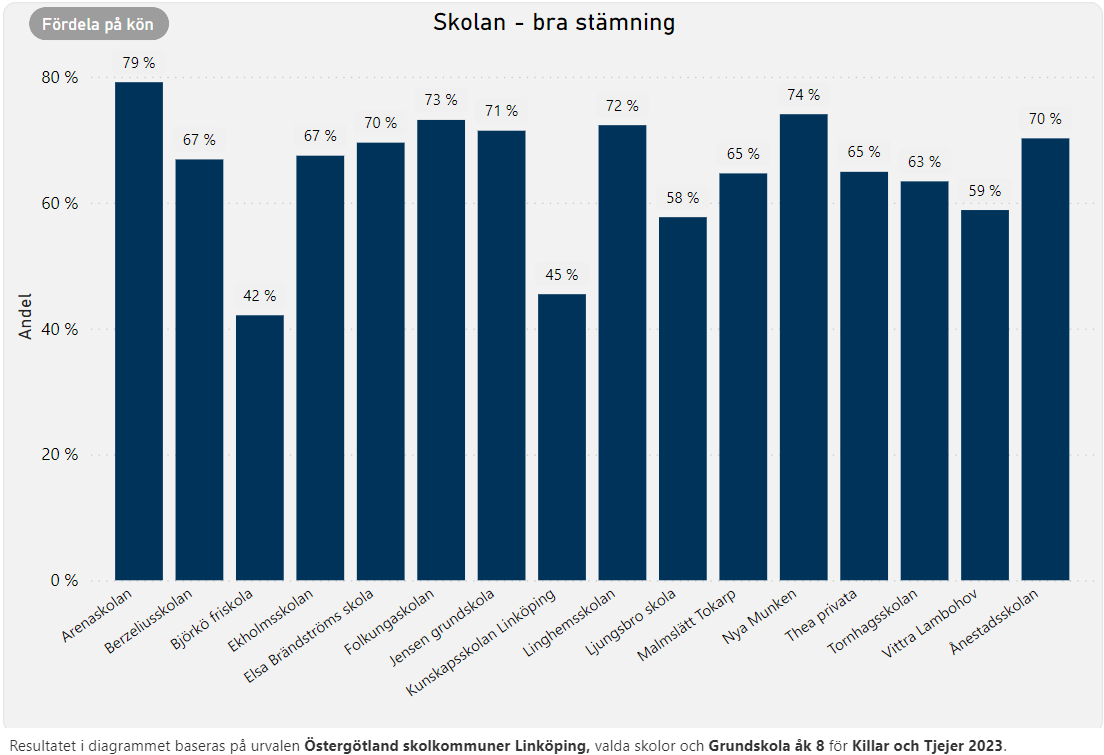 Fördela på kön
Skolan - bra stämning
79 %
67 %
42 %
67 %
70 %
73 %
71 %
45 %
72 %
58 %
65 %
74 %
65 %
63 %
59 %
70 %
80 %
60 %
40 %
20 %
0 %
Andel
Arenaskolan
Berzeliusskolan
Björkö friskola
Ekholmsskolan
Elsa Brändströms skola
Folkungaskolan
Jensen grundskola
Kunskapsskolan Linköping
Linghemsskolan
Ljungsbro skola
Malmslätt Tokarp
Nya Munken
Thea privata
Tornhagsskolan
Vittra Lambohov
Ånestadsskolan
Resultatet i diagrammet baseras på urvalen Östergötland skolkommuner Linköping, valda skolor och Grundskola åk 8 för Killar och Tjejer 2023.